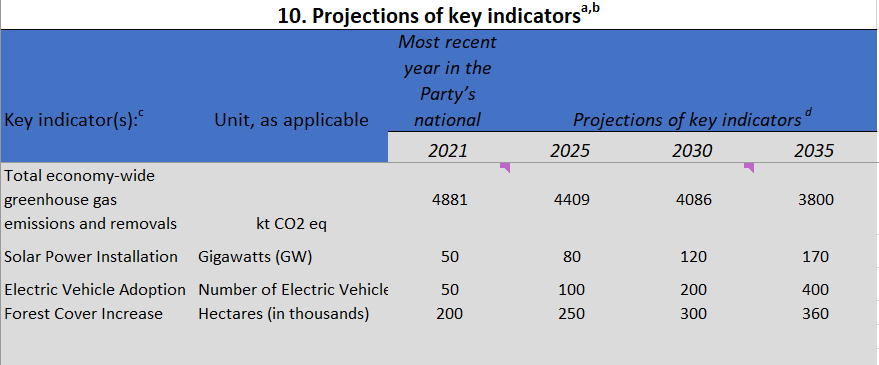 10. Projections of key indicatorsa,b
Most recent
year in the
Party's
Key indicator(s):c Unit, as applicable national Projections of key indicators d
2021 2025 2030 2035
Total economy-wide
greenhouse gas 4881 4409 4086 3800
emissions and removals kt CO2 eq
Solar Power Installation Gigawatts (GW) 50 80 120 170
Electric Vehicle Adoption Number of Electric Vehicle 50 100 200 400
Forest Cover Increase Hectares (in thousands) 200 250 300 360